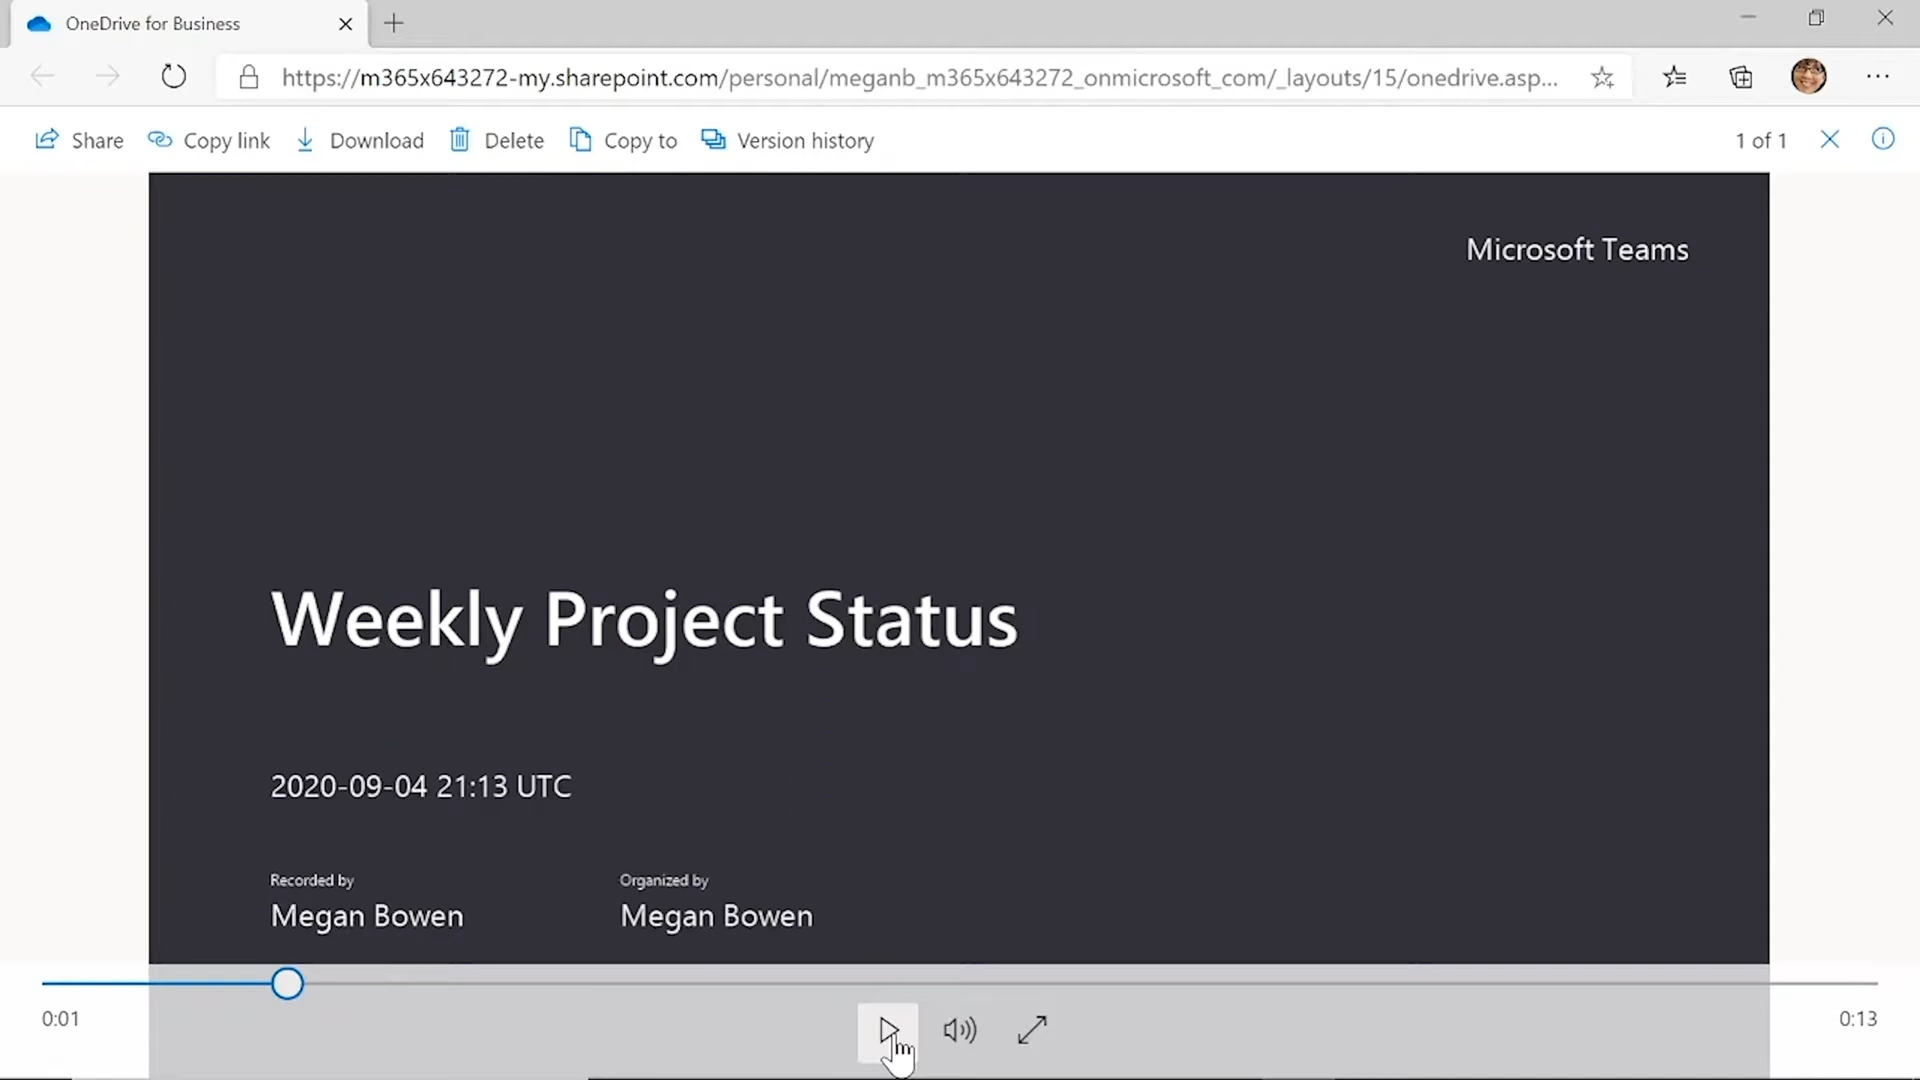 OneDrive for Business
https://m365x643272-my.sharepoint.com/personal/meganb_m365x643272_onmicrosoft_com/_layouts/15/onedrive.asp...
Share Copy link Download Delete Copy to Version history 1 of 1
Microsoft Teams
Weekly Project Status
2020-09-04 21:13 UTC
Recorded by Organized by
Megan Bowen Megan Bowen
0:01 0:13